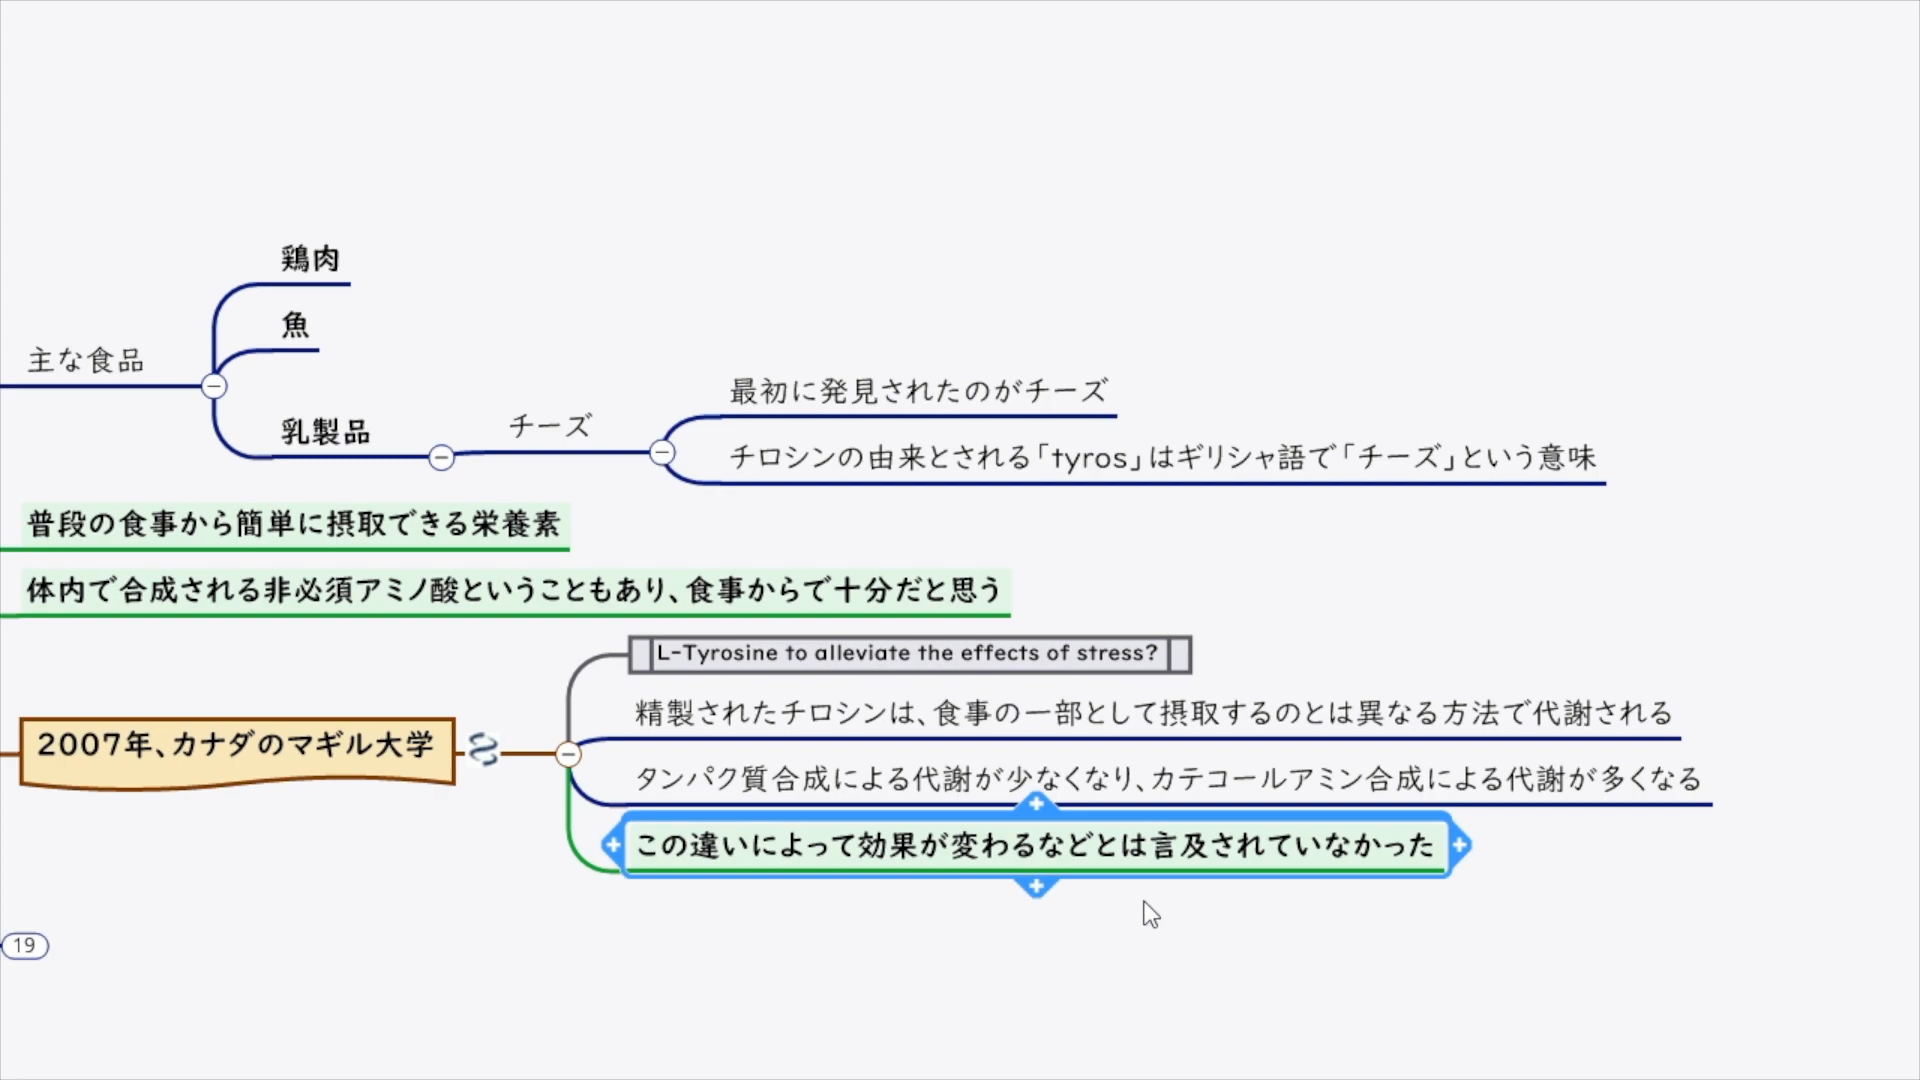 鶏肉
魚
主な食品
乳製品
チーズ
最初に発見されたのがチーズ
チロシンの由来とされる「tyros」はギリシャ語で「チーズ」という意味
普段の食事から簡単に摂取できる栄養素
体内で合成される非必須アミノ酸ということもあり、食事からで十分だと思う
L-Tyrosine to alleviate the effects of stress?
精製されたチロシンは、食事の一部として摂取するのとは異なる方法で代謝される
2007年、カナダのマギル大学
タンパク質合成による代謝が少なくなり、カテコールアミン合成による代謝が多くなる
この違いによって効果が変わるなどとは言及されていなかった
19